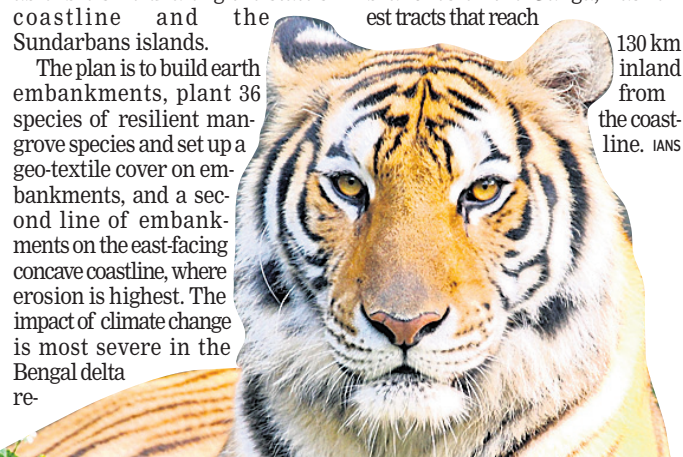 coastline and the
Sundarbans islands.
The plan is to build earth
embankments, plant 36
species of resilient man-
grove species and set up a
geo-textile cover on em-
bankments, and a sec-
ond line of embank-
ments on the east-facing
concave coastline, where
erosion is highest. The
impact of climate change
is most severe in the
Bengal delta
re-
est tracts that reach
130 km
inland
from
the coast-
line. IANS